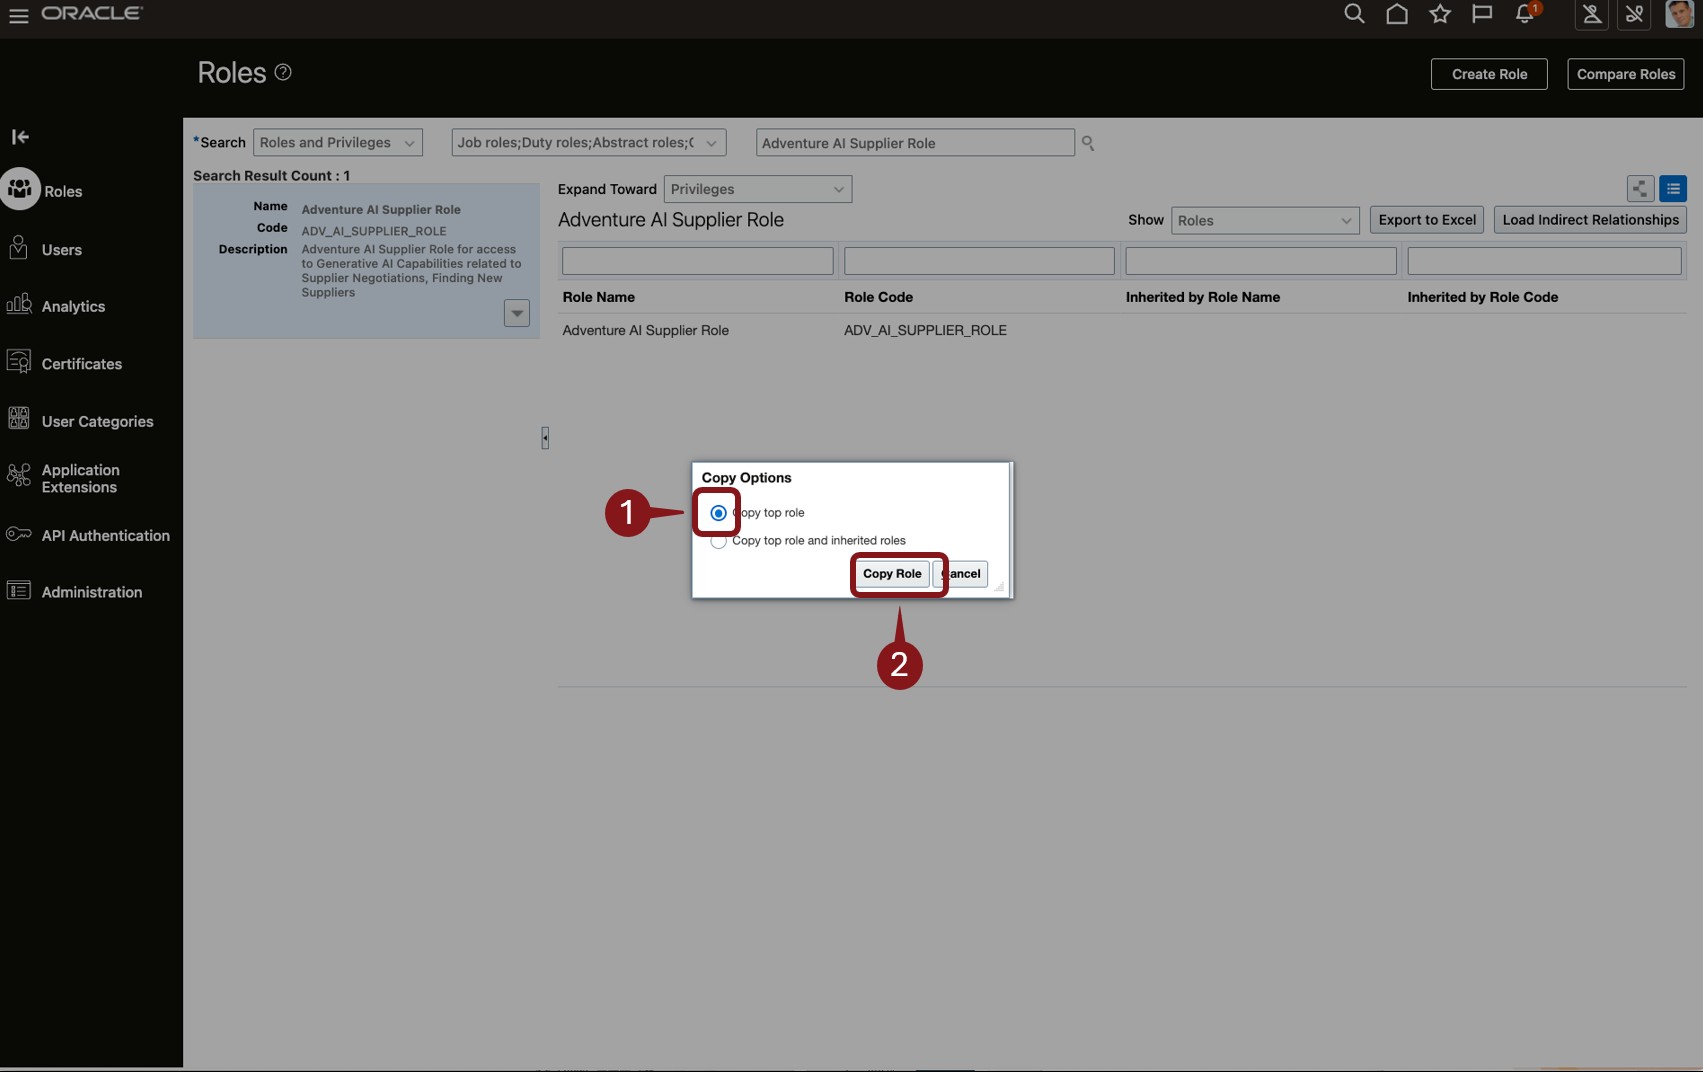 ORACLE
1
Roles ?
Create Role
Compare Roles
*Search
Roles and Privileges
Job roles;Duty roles;Abstract roles;(
Adventure AI Supplier Role
Search Result Count : 1
Name Adventure AI Supplier Role
Code ADV_AI_SUPPLIER_ROLE
Description Adventure AI Supplier Role for access
to Generative AI Capabilities related to
Supplier Negotiations, Finding New
Suppliers
Roles
Users
Analytics
Certificates
User Categories
Application
Extensions
API Authentication
Administration
Expand Toward Privileges
Adventure AI Supplier Role
Show Roles
Export to Excel
Load Indirect Relationships
Role Name
Role Code
Inherited by Role Name
Inherited by Role Code
Adventure AI Supplier Role
ADV_AI_SUPPLIER_ROLE
Copy Options
1
Copy top role
Copy top role and inherited roles
Copy Role
Cancel
2